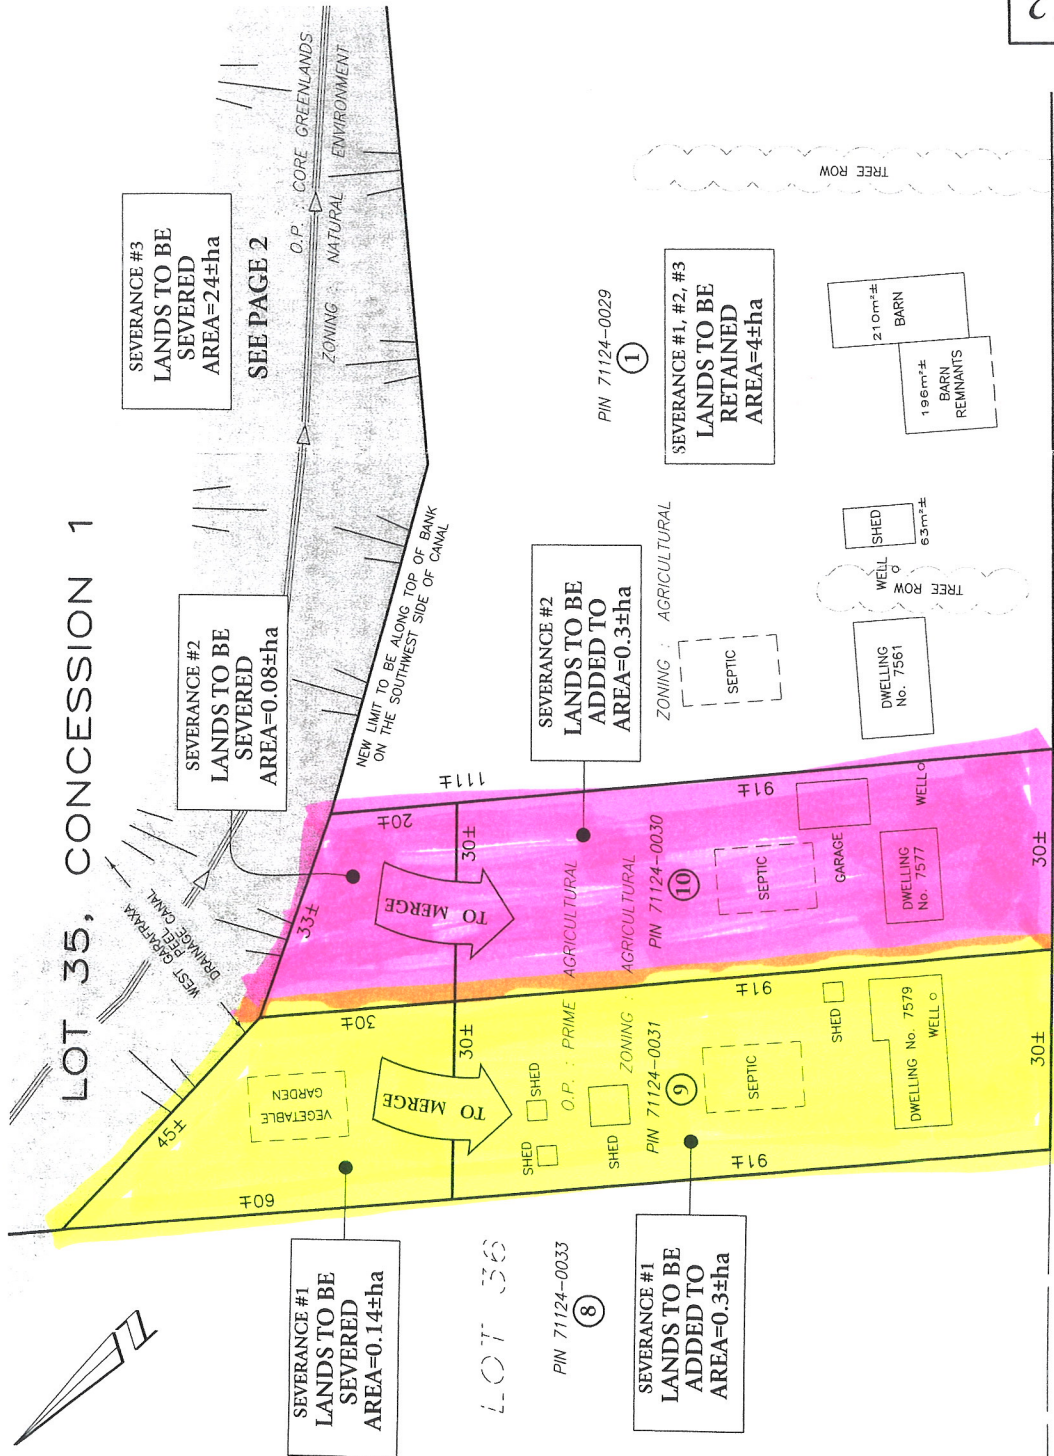 2
LOT 35, CONCESSION 1
SEVERANCE #3
LANDS TO BE
SEVERED
AREA=24±ha
SEE PAGE 2
O.P. : CORE GREENLANDS
ZONING : NATURAL ENVIRONMENT
SEVERANCE #2
LANDS TO BE
SEVERED
AREA=0.08±ha
NEW LIMIT TO BE ALONG TOP OF BANK
ON THE SOUTHWEST SIDE OF CANAL
WEST GARAFRAXA
PEEL CANAL
DRAINAGE CANAL
45±
33±
20±
111±
30±
60±
VEGETABLE
GARDEN
TO MERGE
TO MERGE
30±
30±
SEVERANCE #1
LANDS TO BE
SEVERED
AREA=0.14±ha
LOT 36
PIN 71124-0033
8
SEVERANCE #1
LANDS TO BE
ADDED TO
AREA=0.3±ha
SEVERANCE #2
LANDS TO BE
ADDED TO
AREA=0.3±ha
PIN 71124-0029
1
SEVERANCE #1, #2, #3
LANDS TO BE
RETAINED
AREA=4±ha
ZONING : AGRICULTURAL
SHED
SHED
SHED
O.P. : PRIME AGRICULTURAL
ZONING : AGRICULTURAL
PIN 71124-0031
9
PIN 71124-0030
10
91±
91±
91±
SEPTIC
SEPTIC
SEPTIC
SHED
GARAGE
DWELLING No. 7579
WELL
DWELLING
No. 7577
WELL
DWELLING
No. 7561
TREE ROW
WELL
SHED
63m²±
196m²±
BARN
REMNANTS
210m²±
BARN
TREE ROW
30±
30±